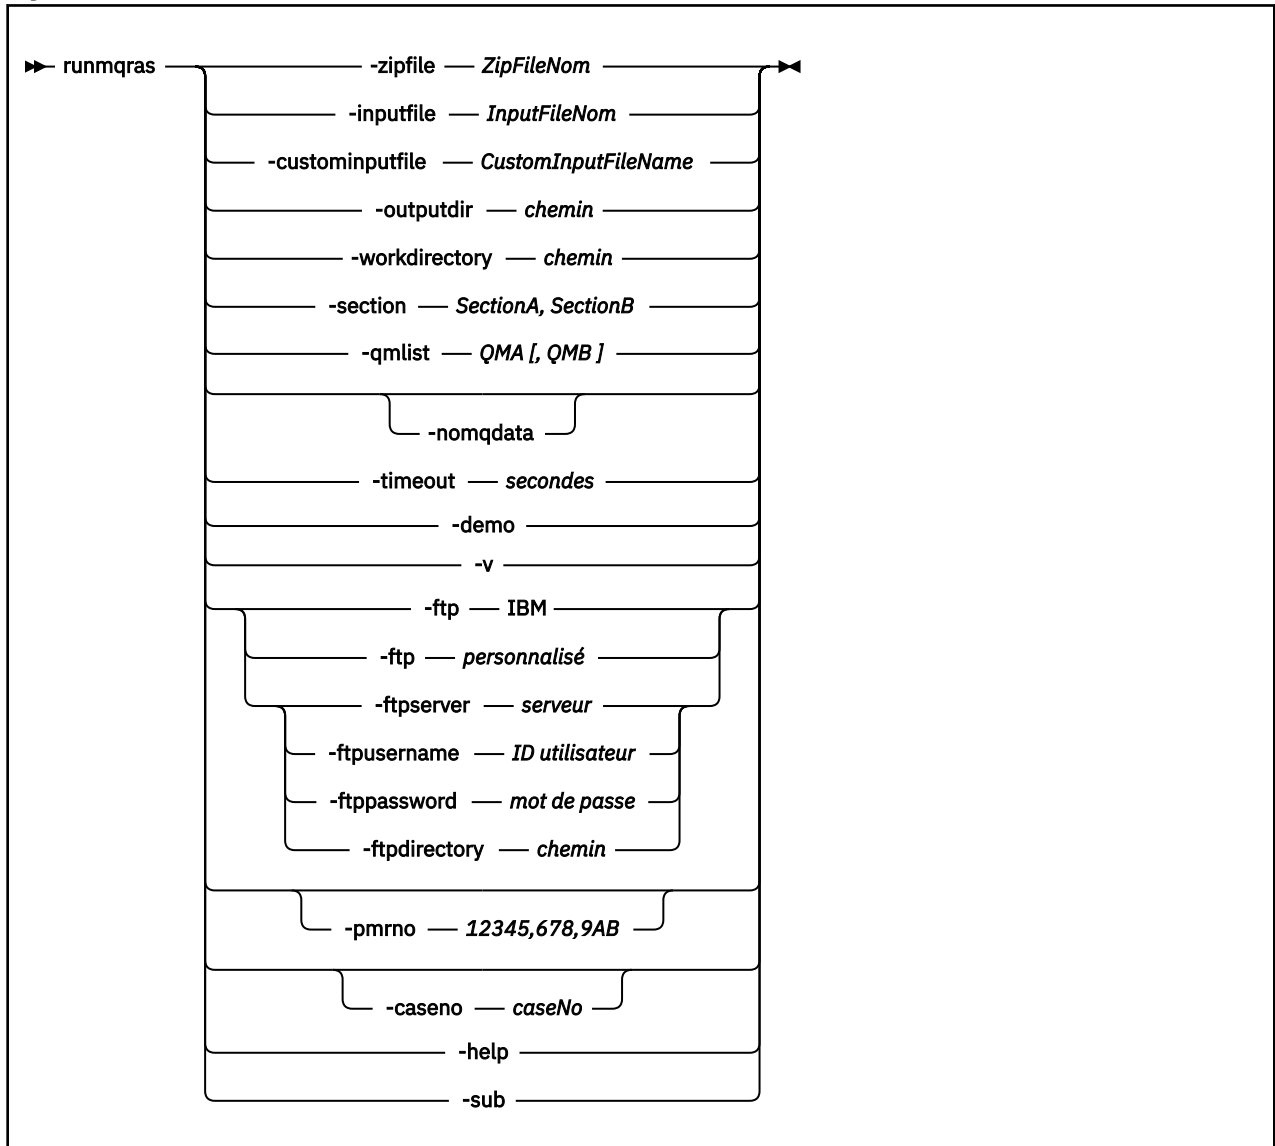 runmqras -zipfile ZipFileNom
-inputfile InputFileNom
-custominputfile CustomInputFileName
-outputdir chemin
-workdirectory chemin
-section SectionA, SectionB
-qmlist QMA [, QMB ]
-nomqdata
-timeout secondes
-demo
-v
-ftp IBM
-ftp personnalisé
-ftpserver serveur
-ftpusername ID utilisateur
-ftppassword mot de passe
-ftpdirectory chemin
-pmrno 12345,678,9AB
-caseno caseNo
-help
-sub